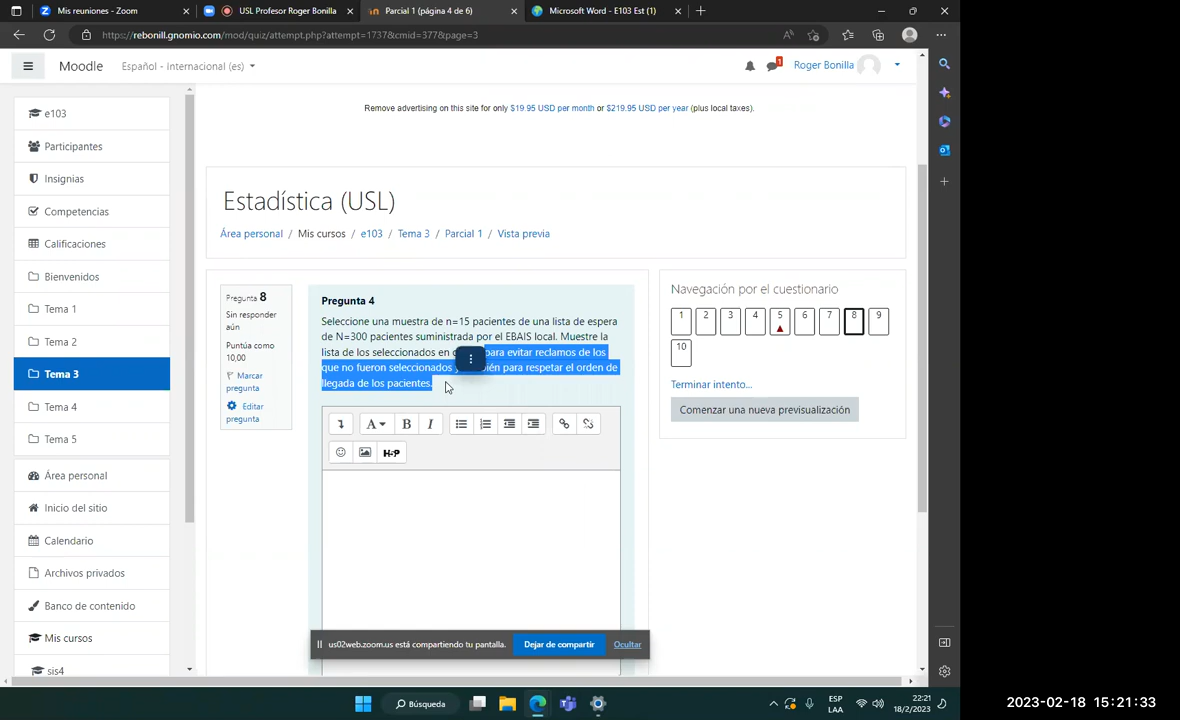 Mis reuniones - Zoom
USL Profesor Roger Bonilla
Parcial 1 (página 4 de 6)
Microsoft Word - E103 Est (1)
https://rebonill.gnomio.com/mod/quiz/attempt.php?attempt=1737&cmid=377&page=3
Moodle
Español - Internacional (es)
1
Roger Bonilla
Remove advertising on this site for only $19.95 USD per month or $219.95 USD per year (plus local taxes).
e103
Participantes
Insignias
Competencias
Calificaciones
Bienvenidos
Tema 1
Tema 2
Tema 3
Tema 4
Tema 5
Área personal
Inicio del sitio
Calendario
Archivos privados
Banco de contenido
Mis cursos
sis4
Estadística (USL)
Área personal / Mis cursos / e103 / Tema 3 / Parcial 1 / Vista previa
Pregunta 8
Sin responder
aún
Puntúa como
10,00
Marcar
pregunta
Editar
pregunta
Pregunta 4
Seleccione una muestra de n=15 pacientes de una lista de espera
de N=300 pacientes suministrada por el EBAIS local. Muestre la
lista de los seleccionados en para evitar reclamos de los
que no fueron seleccionados para respetar el orden de
llegada de los pacientes.
A B I
H-P
Navegación por el cuestionario
1 2 3 4 5 6 7 8 9
10
Terminar intento...
Comenzar una nueva previsualización
us02web.zoom.us está compartiendo tu pantalla.
Dejar de compartir
Ocultar
Búsqueda
ESP
LAA
22:21
18/2/2023
2023-02-18 15:21:33